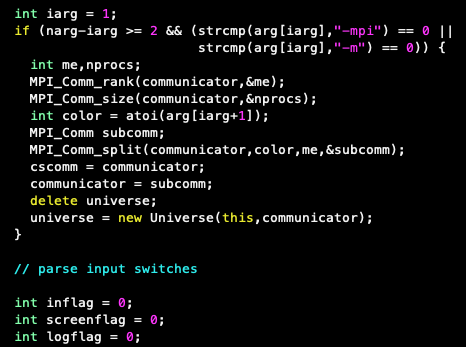 int iarg = 1;
if (narg-iarg >= 2 && (strcmp(arg[iarg],"-mpi") == 0 ||
                       strcmp(arg[iarg],"-m") == 0)) {
  int me,nprocs;
  MPI_Comm_rank(communicator,&me);
  MPI_Comm_size(communicator,&nprocs);
  int color = atoi(arg[iarg+1]);
  MPI_Comm subcomm;
  MPI_Comm_split(communicator,color,me,&subcomm);
  cscomm = communicator;
  communicator = subcomm;
  delete universe;
  universe = new Universe(this,communicator);
}

// parse input switches

int inflag = 0;
int screenflag = 0;
int logflag = 0;